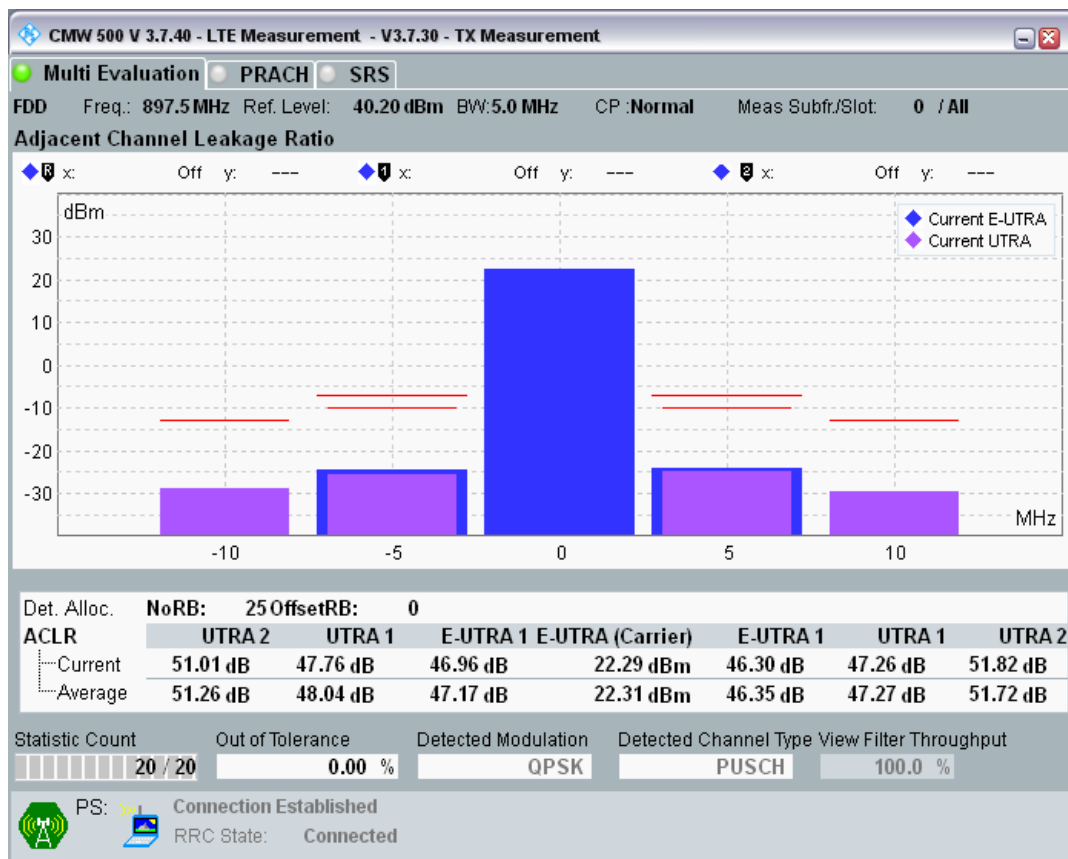 CMW 500 V 3.7.40 - LTE Measurement - V3.7.30 - TX Measurement
Multi Evaluation PRACH SRS
FDD Freq.: 897.5 MHz Ref. Level: 40.20 dBm BW:5.0 MHz CP :Normal Meas Subfr./Slot: 0 / All
Adjacent Channel Leakage Ratio
R x: Off y: --- 1 x: Off y: --- 2 x: Off y: ---
dBm
Current E-UTRA
Current UTRA
30
20
10
0
-10
-20
-30
MHz
-10 -5 0 5 10
Det. Alloc. NoRB: 25 OffsetRB: 0
ACLR UTRA 2 UTRA 1 E-UTRA 1 E-UTRA (Carrier) E-UTRA 1 UTRA 1 UTRA 2
Current 51.01 dB 47.76 dB 46.96 dB 22.29 dBm 46.30 dB 47.26 dB 51.82 dB
Average 51.26 dB 48.04 dB 47.17 dB 22.31 dBm 46.35 dB 47.27 dB 51.72 dB
Statistic Count Out of Tolerance Detected Modulation Detected Channel Type View Filter Throughput
20 / 20 0.00 % QPSK PUSCH 100.0 %
PS: Connection Established
RRC State: Connected